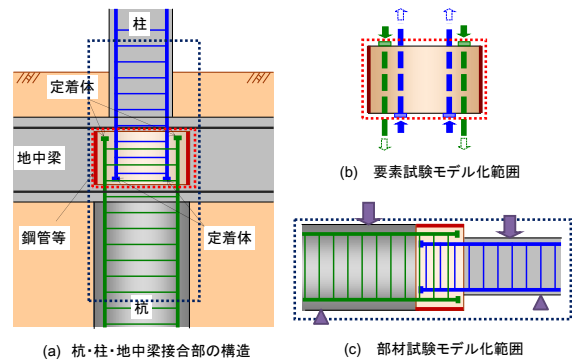 柱
定着体
地中梁
鋼管等
定着体
杭
(a) 杭・柱・地中梁接合部の構造
(b) 要素試験モデル化範囲
(c) 部材試験モデル化範囲